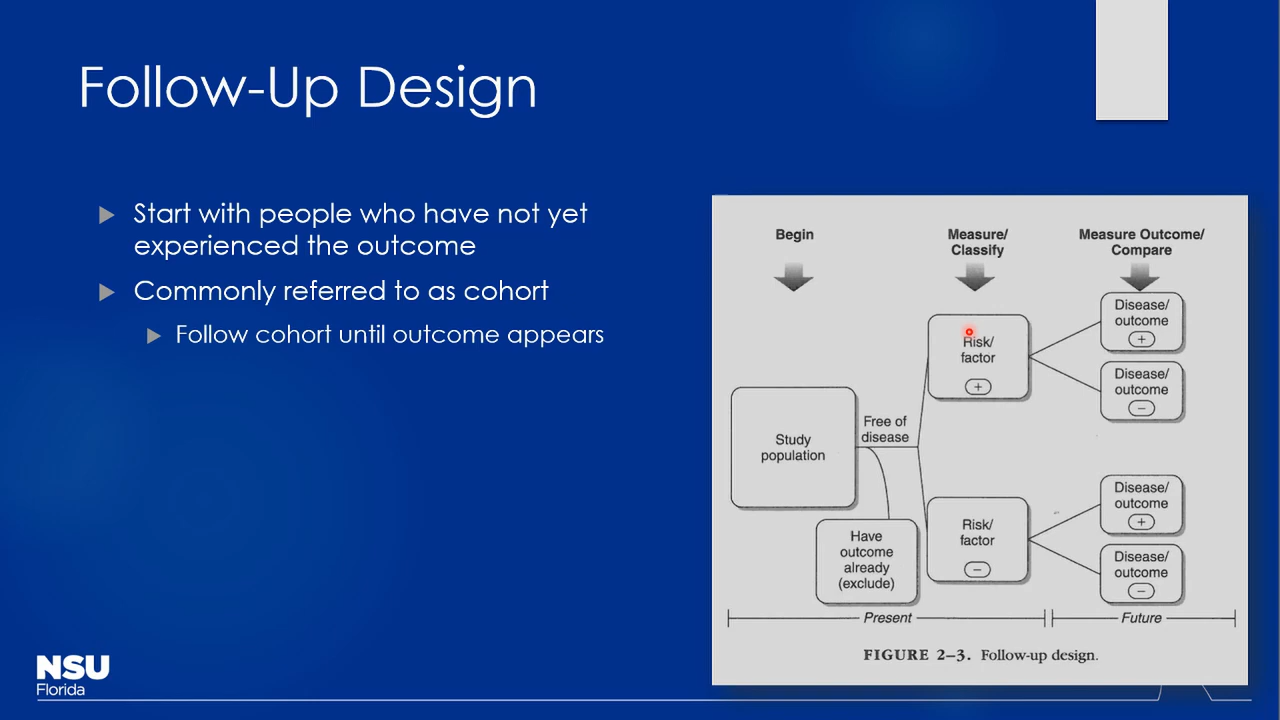 Follow-Up Design
Start with people who have not yet
experienced the outcome
Commonly referred to as cohort
Follow cohort until outcome appears
Begin
Measure/
Classify
Measure Outcome/
Compare
Study
population
Free of
disease
Have
outcome
already
(exclude)
Risk/
factor
+
Risk/
factor
−
Disease/
outcome
+
Disease/
outcome
−
Disease/
outcome
+
Disease/
outcome
−
Present
Future
FIGURE 2–3. Follow-up design.
NSU
Florida